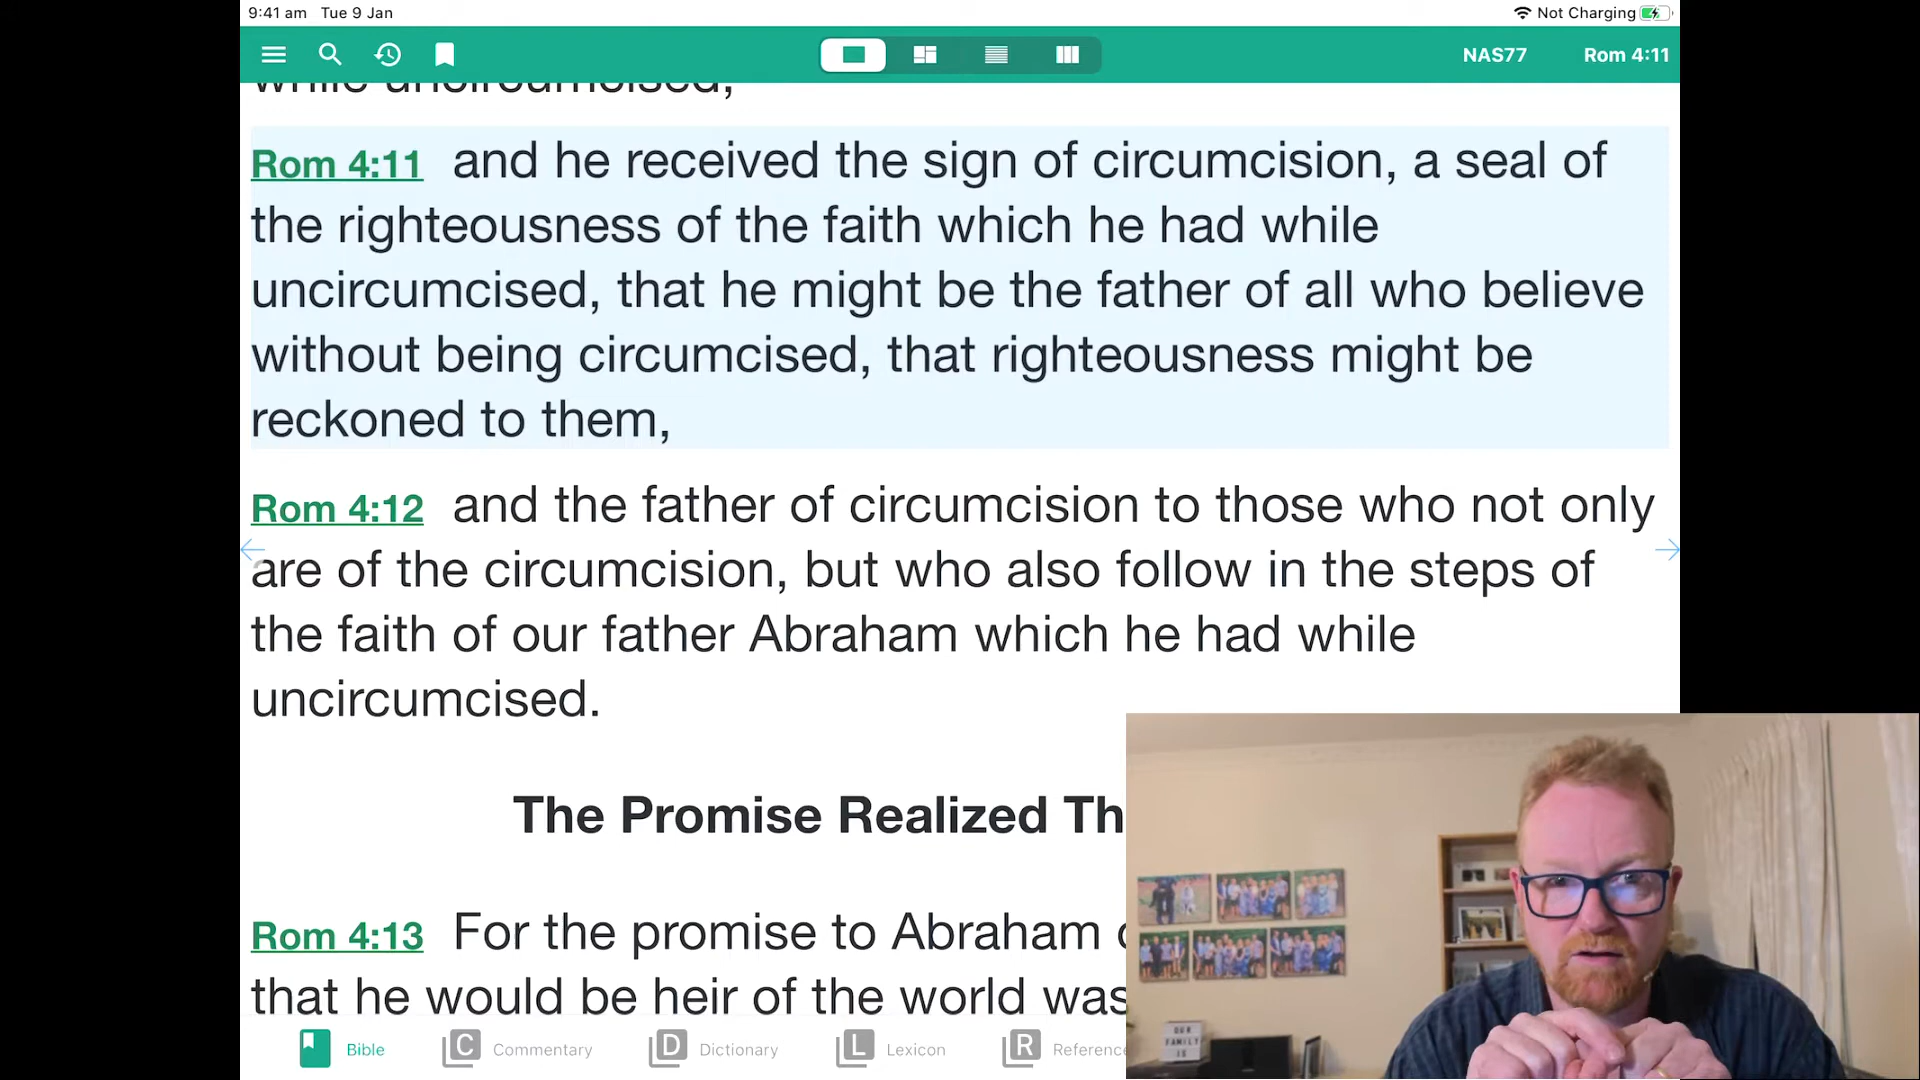 9:41 am Tue 9 Jan
Not Charging
NAS77
Rom 4:11
while uncircumcised;
Rom 4:11 and he received the sign of circumcision, a seal of
the righteousness of the faith which he had while
uncircumcised, that he might be the father of all who believe
without being circumcised, that righteousness might be
reckoned to them,
Rom 4:12 and the father of circumcision to those who not only
are of the circumcision, but who also follow in the steps of
the faith of our father Abraham which he had while
uncircumcised.
The Promise Realized Th
Rom 4:13 For the promise to Abraham
that he would be heir of the world was
OUR
FAMILY
IS
Bible
C Commentary
D Dictionary
L Lexicon
R Reference